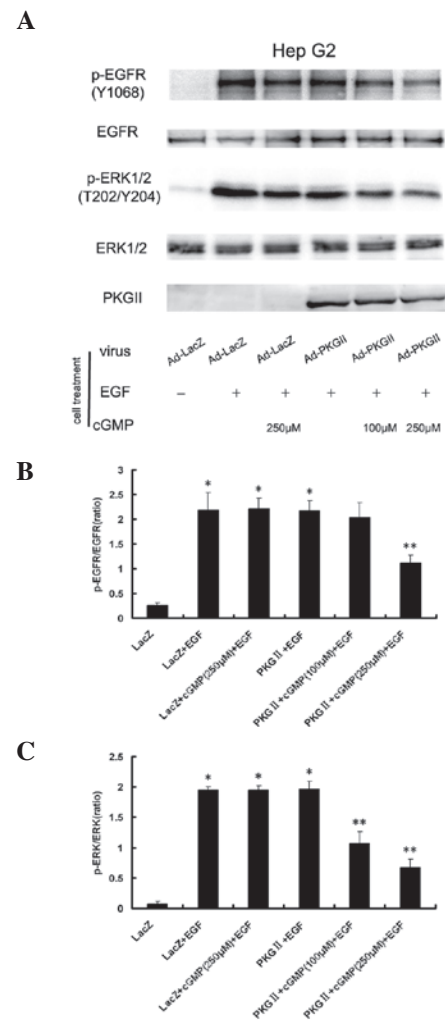 A
Hep G2
p-EGFR
(Y1068)
EGFR
p-ERK1/2
(T202/Y204)
ERK1/2
PKGII
cell treatment
virus Ad-LacZ Ad-LacZ Ad-LacZ Ad-PKGII Ad-PKGII Ad-PKGII
EGF − + + + + +
cGMP 250μM 100μM 250μM
B
p-EGFR/EGFR(ratio)
3
2.5
2
1.5
1
0.5
0
* * * **
LacZ
LacZ+EGF
LacZ+cGMP(250μM)+EGF
PKG II +EGF
PKG II +cGMP(100μM)+EGF
PKG II +cGMP(250μM)+EGF
C
p-ERK/ERK(ratio)
2.5
2
1.5
1
0.5
0
* * * ** **
LacZ
LacZ+EGF
LacZ+cGMP(250μM)+EGF
PKG II +EGF
PKG II +cGMP(100μM)+EGF
PKG II +cGMP(250μM)+EGF